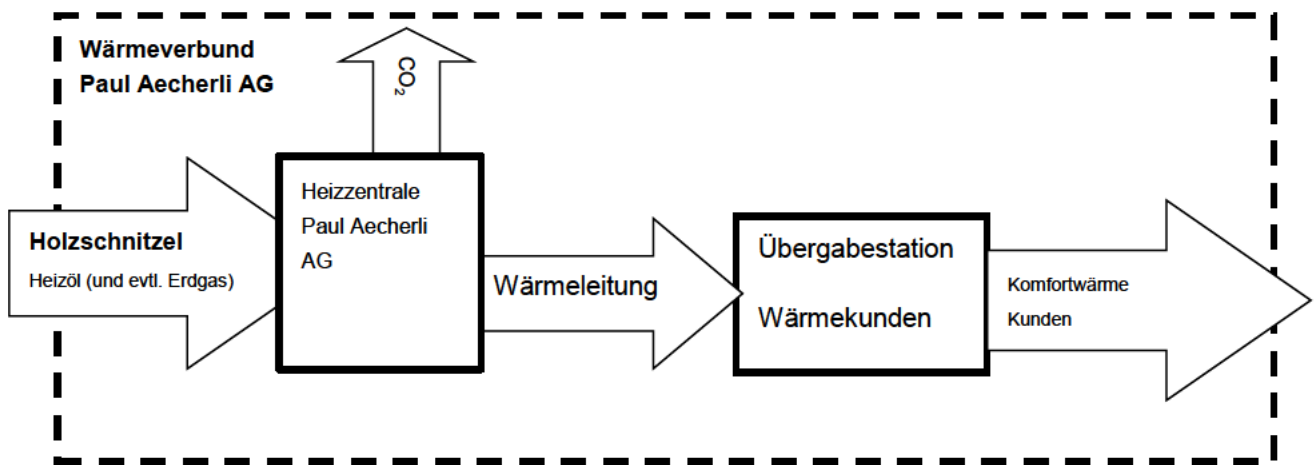 Wärmeverbund
Paul Aecherli AG
CO₂
Holzschnitzel
Heizöl (und evtl. Erdgas)
Heizzentrale
Paul Aecherli
AG
Wärmeleitung
Übergabestation
Wärmekunden
Komfortwärme
Kunden